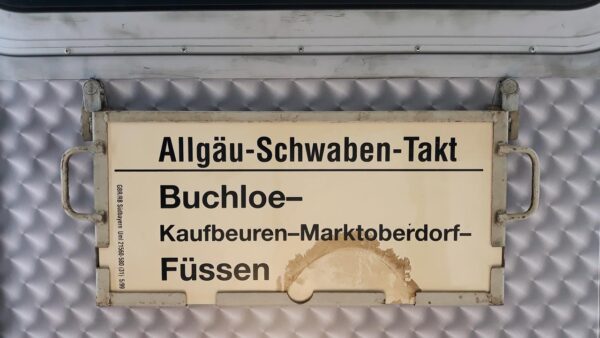 Allgäu-Schwaben-Takt
Buchloe–
Kaufbeuren–Marktoberdorf–
Füssen